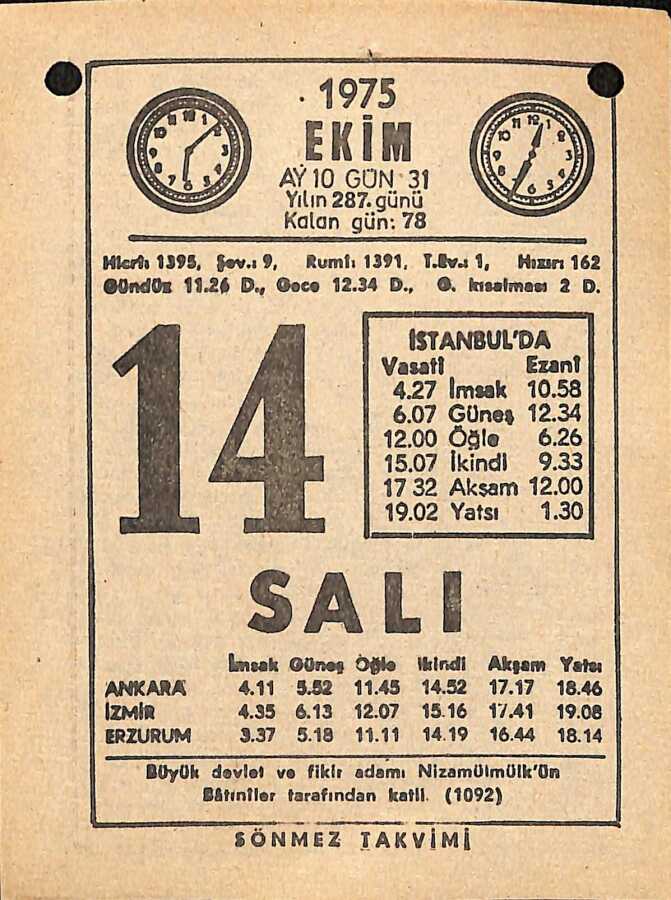 1975
EKİM
AY 10 GÜN 31
Yılın 287. günü
Kalan gün: 78
Hicrî: 1395, Şev.: 9, Rumî: 1391, T.Ev.: 1, Hızır: 162
Gündüz 11.26 D., Gece 12.34 D., G. kısalması 2 D.
14
İSTANBUL'DA
Vasatî Ezanî
4.27 İmsak 10.58
6.07 Güneş 12.34
12.00 Öğle 6.26
15.07 İkindi 9.33
17 32 Akşam 12.00
19.02 Yatsı 1.30
SALI
İmsak Güneş Öğle İkindi Akşam Yatsı
ANKARA 4.11 5.52 11.45 14.52 17.17 18.46
İZMİR 4.35 6.13 12.07 15.16 17.41 19.08
ERZURUM 3.37 5.18 11.11 14.19 16.44 18.14
Büyük devlet ve fikir adamı Nizamülmülk'ün
Bâtınîler tarafından katli. (1092)
SÖNMEZ TAKVİMİ